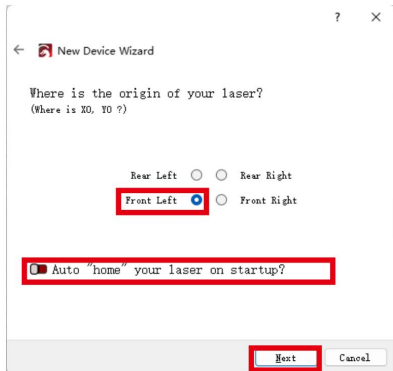 ? ×
← New Device Wizard
Where is the origin of your laser?
(Where is X0, Y0 ?)
Rear Left Rear Right
Front Left Front Right
Auto "home" your laser on startup?
Next Cancel